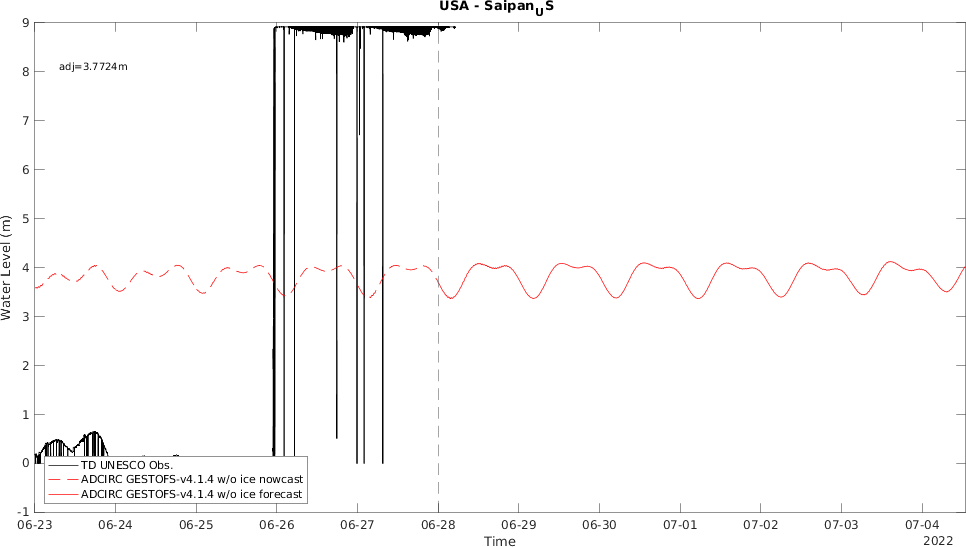 USA - Saipan_US
adj=3.7724m
Water Level (m)
9
8
7
6
5
4
3
2
1
0
-1
TD UNESCO Obs.
ADCIRC GESTOFS-v4.1.4 w/o ice nowcast
ADCIRC GESTOFS-v4.1.4 w/o ice forecast
06-23 06-24 06-25 06-26 06-27 06-28 06-29 06-30 07-01 07-02 07-03 07-04
Time
2022